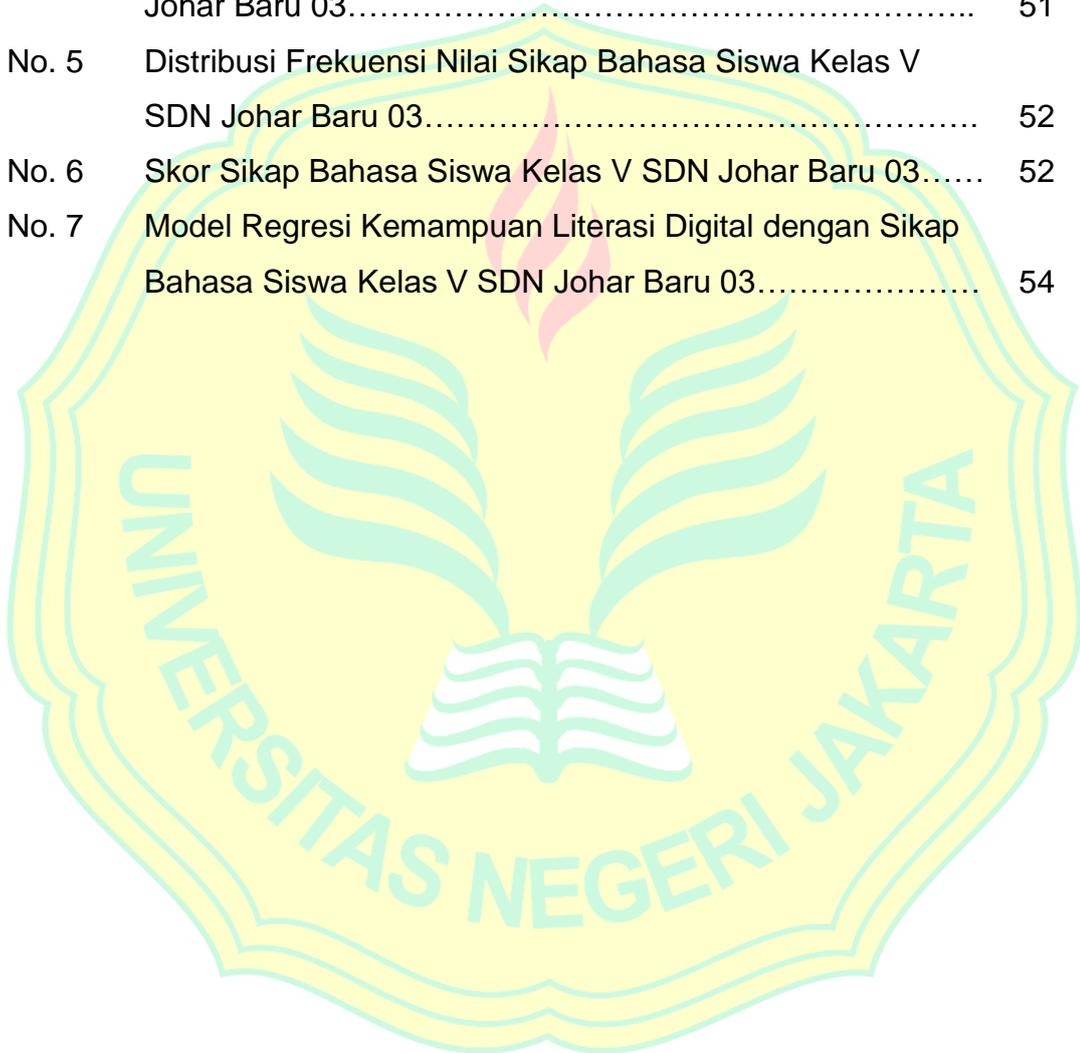 Johar Baru 03……………………………………………………….. 51
No. 5 Distribusi Frekuensi Nilai Sikap Bahasa Siswa Kelas V
SDN Johar Baru 03………………………………………………. 52
No. 6 Skor Sikap Bahasa Siswa Kelas V SDN Johar Baru 03…… 52
No. 7 Model Regresi Kemampuan Literasi Digital dengan Sikap
Bahasa Siswa Kelas V SDN Johar Baru 03………………… 54
UNIVERSITAS NEGERI JAKARTA